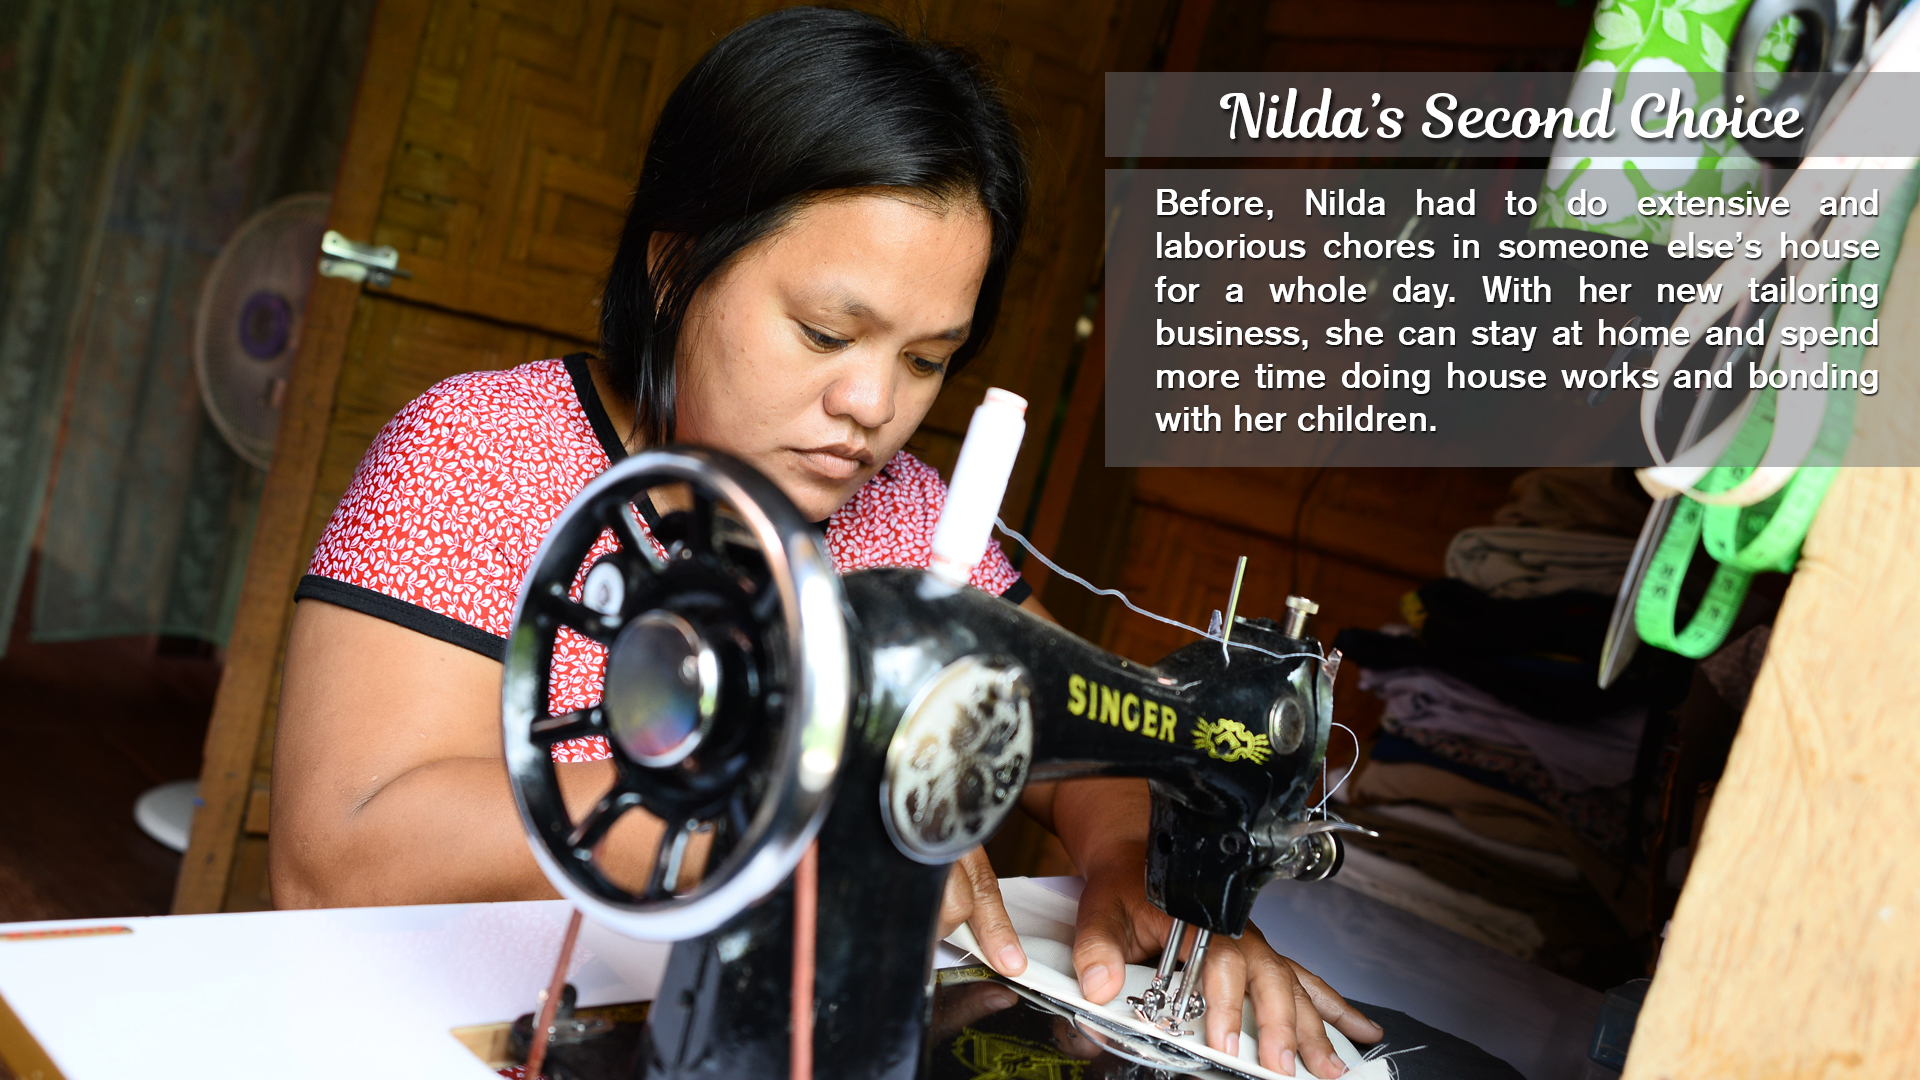 Nilda’s Second Choice
Before, Nilda had to do extensive and
laborious chores in someone else’s house
for a whole day. With her new tailoring
business, she can stay at home and spend
more time doing house works and bonding
with her children.
SINGER